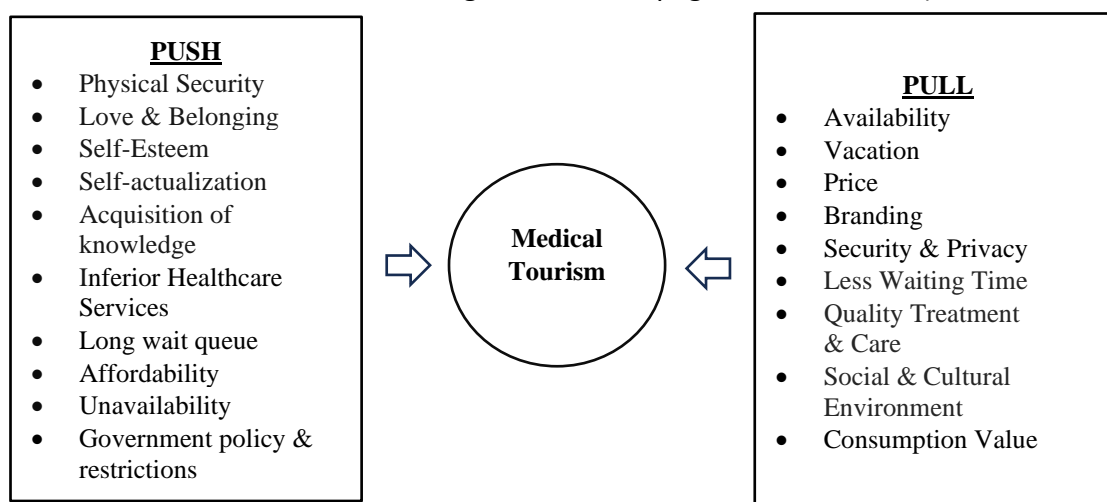 PUSH
• Physical Security
• Love & Belonging
• Self-Esteem
• Self-actualization
• Acquisition of
knowledge
• Inferior Healthcare
Services
• Long wait queue
• Affordability
• Unavailability
• Government policy &
restrictions
Medical
Tourism
PULL
• Availability
• Vacation
• Price
• Branding
• Security & Privacy
• Less Waiting Time
• Quality Treatment
& Care
• Social & Cultural
Environment
• Consumption Value